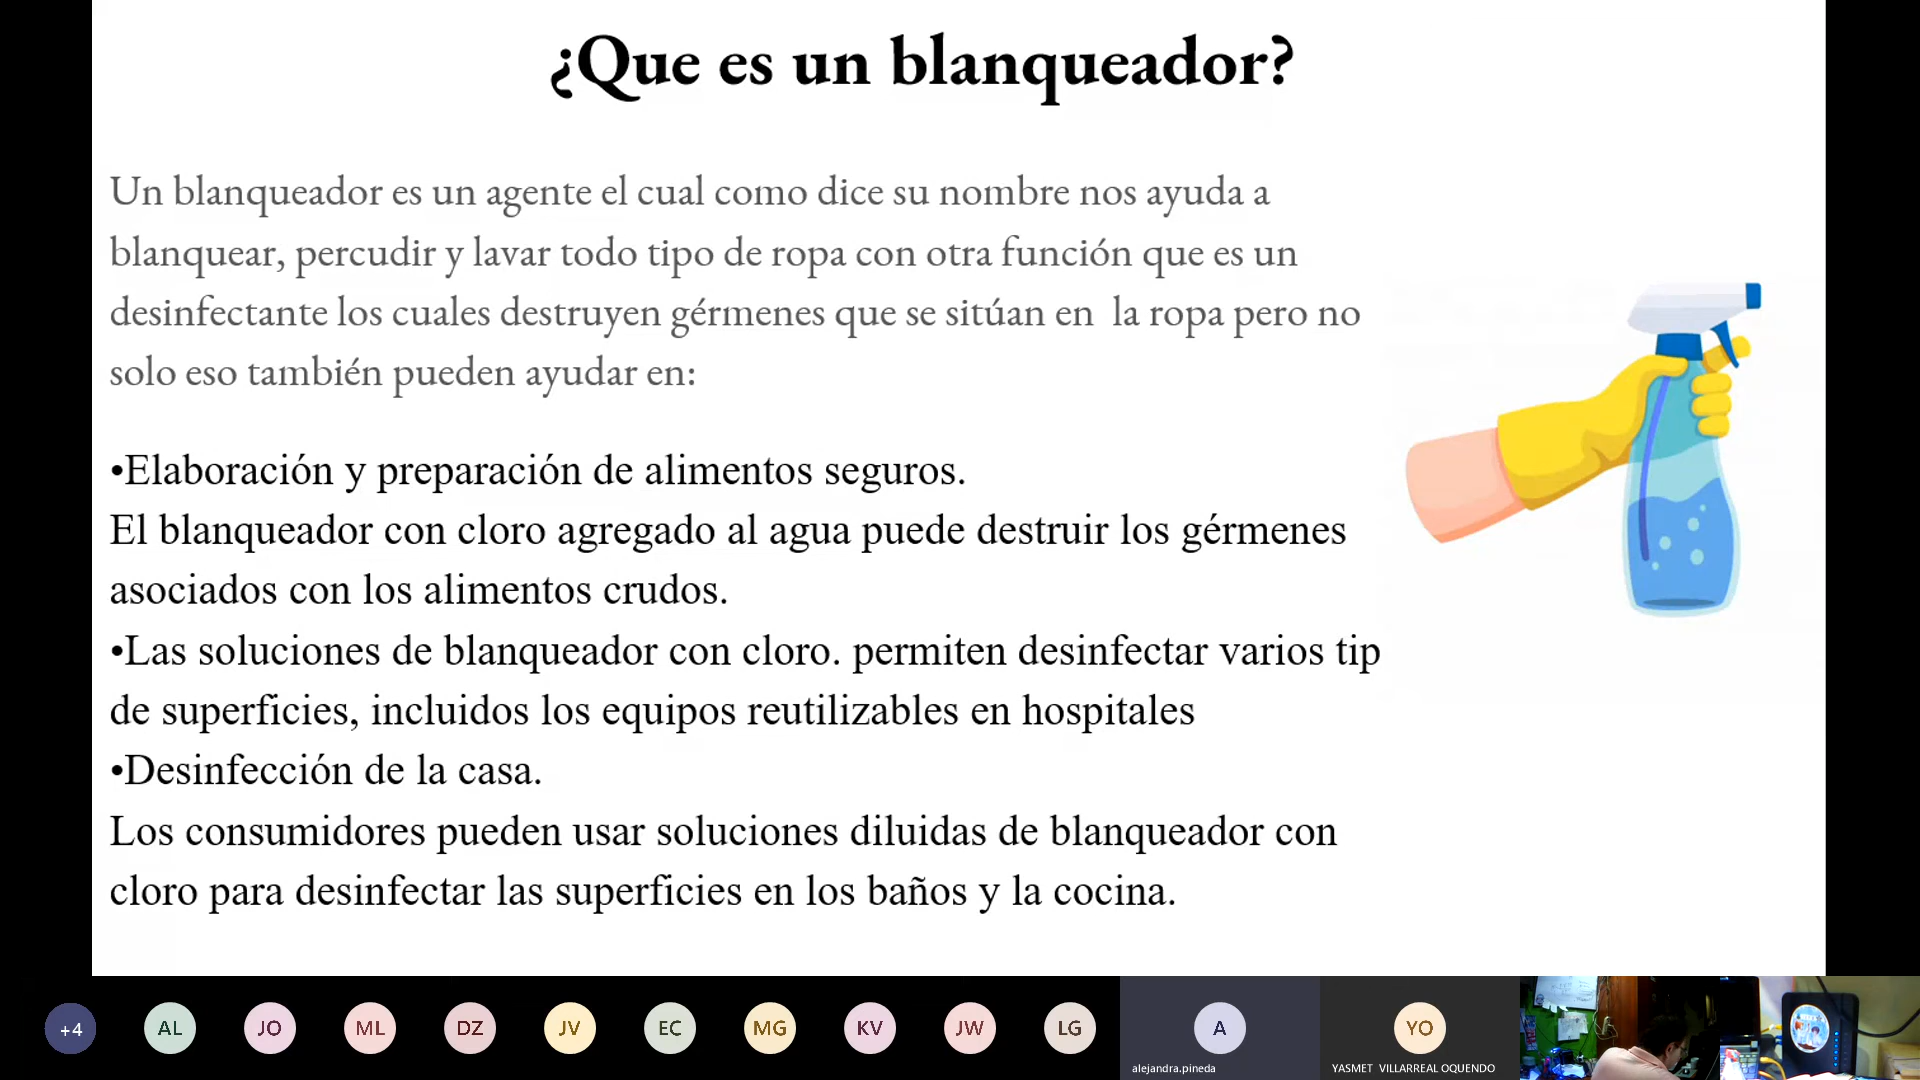 ¿Que es un blanqueador?
Un blanqueador es un agente el cual como dice su nombre nos ayuda a
blanquear, percudir y lavar todo tipo de ropa con otra función que es un
desinfectante los cuales destruyen gérmenes que se sitúan en la ropa pero no
solo eso también pueden ayudar en:
•Elaboración y preparación de alimentos seguros.
El blanqueador con cloro agregado al agua puede destruir los gérmenes
asociados con los alimentos crudos.
•Las soluciones de blanqueador con cloro. permiten desinfectar varios tip
de superficies, incluidos los equipos reutilizables en hospitales
•Desinfección de la casa.
Los consumidores pueden usar soluciones diluidas de blanqueador con
cloro para desinfectar las superficies en los baños y la cocina.
+4 AL JO ML DZ JV EC MG KV JW LG A YO
alejandra.pineda YASMET VILLARREAL OQUENDO